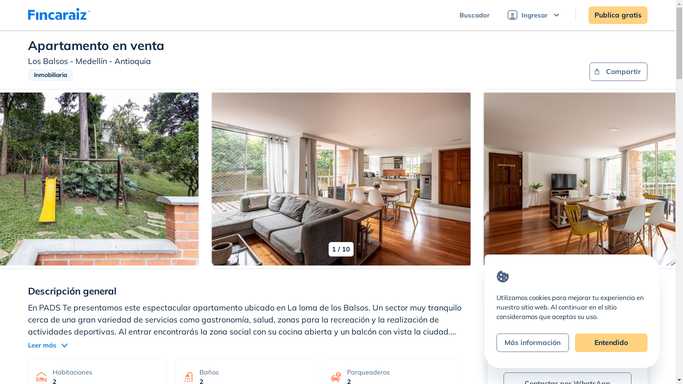 Fincaraiz
Buscador
Ingresar
Publica gratis
Apartamento en venta
Los Balsos - Medellín - Antioquia
Inmobiliaria
Compartir
1 / 10
Descripción general
En PADS Te presentamos este espectacular apartamento ubicado en La loma de los Balsos. Un sector muy tranquilo
cerca de una gran variedad de servicios como gastronomía, salud, zonas para la recreación y la realización de
actividades deportivas. Al entrar encontrarás la zona social con su cocina abierta y un balcón con vista la ciudad....
Leer más
Habitaciones
2
Baños
2
Parqueaderos
2
Utilizamos cookies para mejorar tu experiencia en
nuestro sitio web. Al continuar en el sitio
consideramos que aceptas su uso.
Más información
Entendido
Contactar por WhatsApp